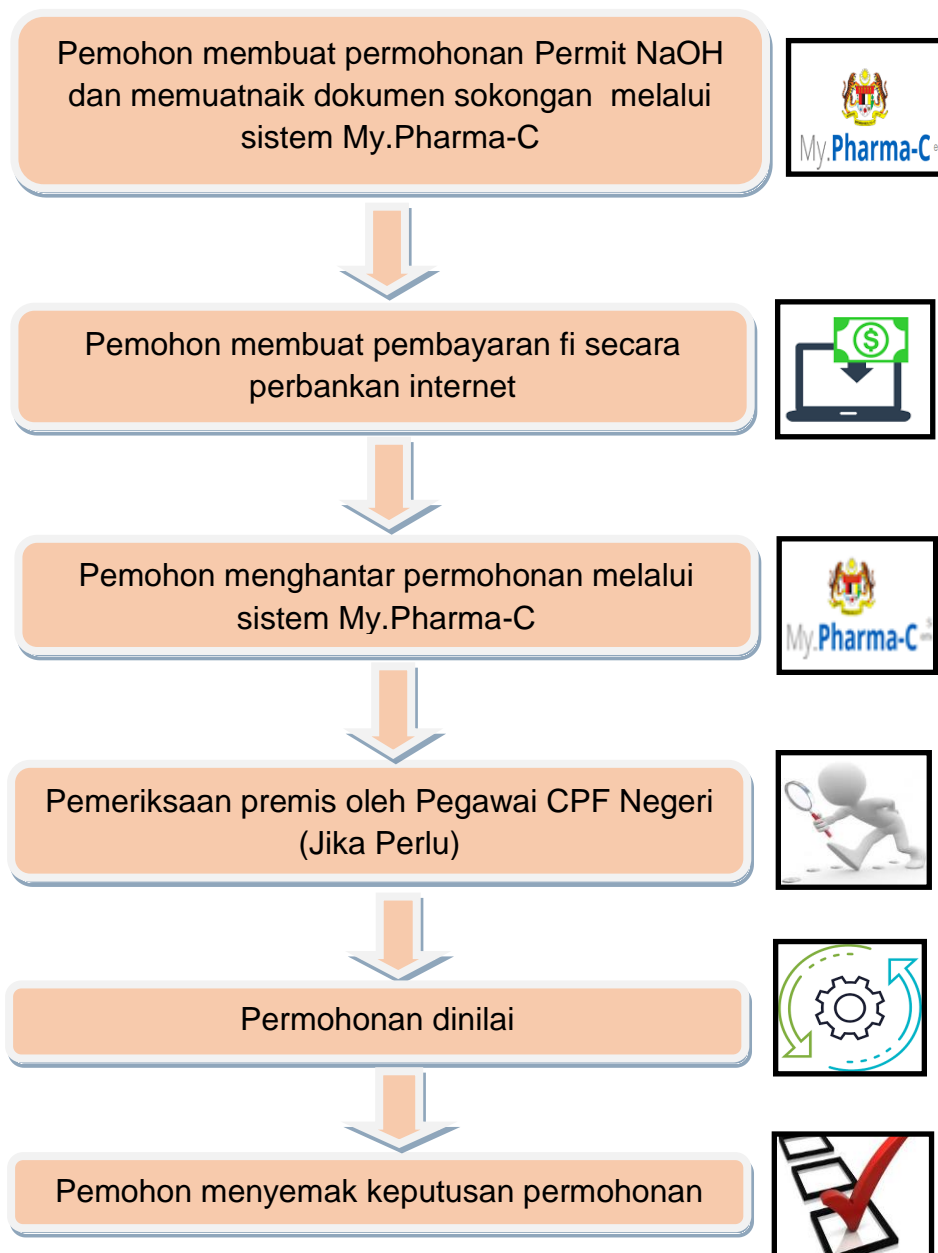 Pemohon membuat permohonan Permit NaOH
dan memuatnaik dokumen sokongan melalui
sistem My.Pharma-C
My.Pharma-C
Pemohon membuat pembayaran fi secara
perbankan internet
$
Pemohon menghantar permohonan melalui
sistem My.Pharma-C
My.Pharma-C
Pemeriksaan premis oleh Pegawai CPF Negeri
(Jika Perlu)
Permohonan dinilai
Pemohon menyemak keputusan permohonan